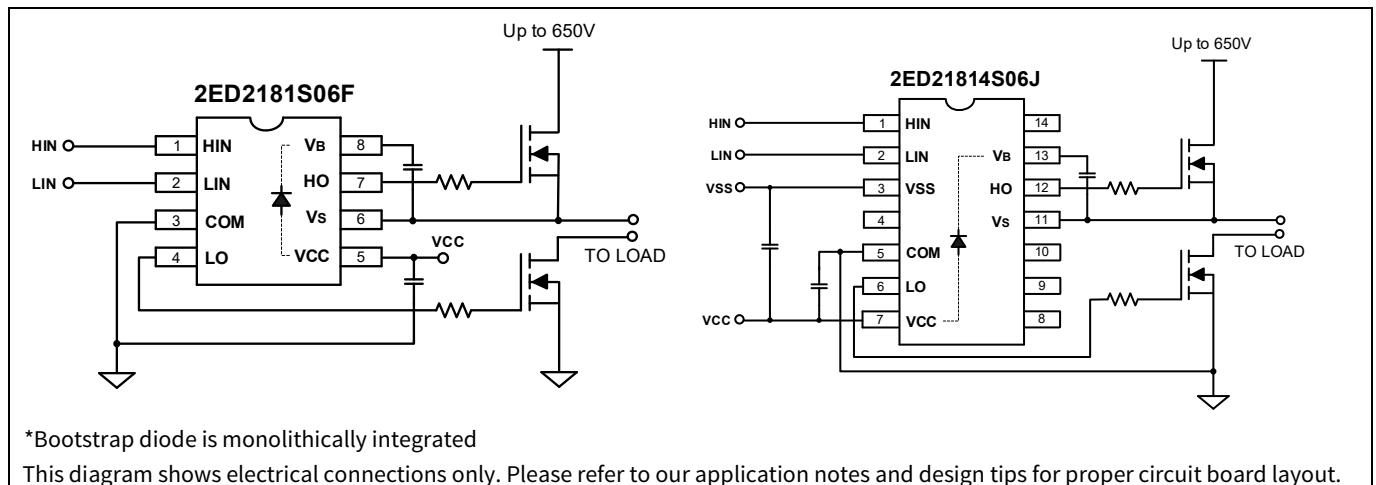 Up to 650V
2ED2181S06F
HIN
LIN
1
2
3
4
HIN
LIN
COM
LO
VB
HO
VS
VCC
8
7
6
5
VCC
TO LOAD
Up to 650V
2ED21814S06J
HIN
LIN
VSS
VCC
1
2
3
4
5
6
7
HIN
LIN
VSS
COM
LO
VCC
VB
HO
VS
14
13
12
11
10
9
8
TO LOAD
*Bootstrap diode is monolithically integrated
This diagram shows electrical connections only. Please refer to our application notes and design tips for proper circuit board layout.